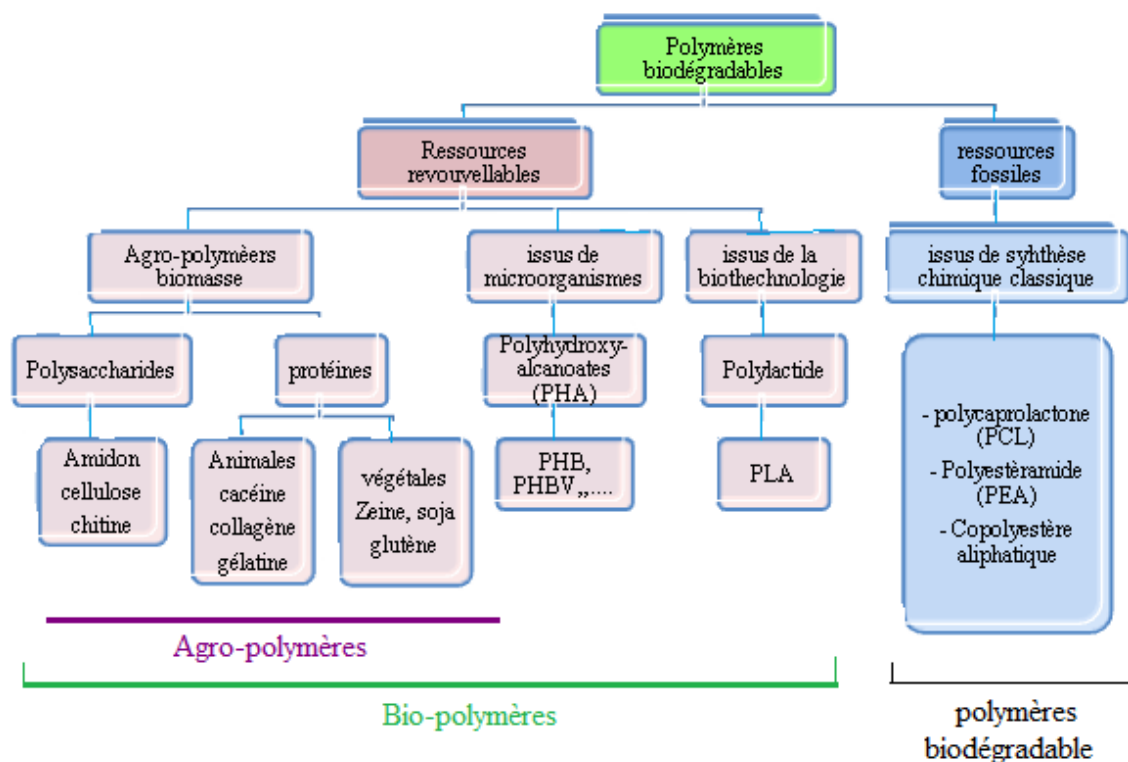 Polymères
biodégradables
Ressources
revouvellables
ressources
fossiles
Agro-polymèers
biomasse
issus de
microorganismes
issus de la
biothechnologie
issus de syhthèse
chimique classique
Polysaccharides
protéines
Polyhydroxy-
alcanoates
(PHA)
Polylactide
Amidon
cellulose
chitine
Animales
cacéine
collagène
gélatine
végétales
Zeine, soja
glutène
PHB,
PHBV,,....
PLA
- polycaprolactone
(PCL)
- Polyestèramide
(PEA)
- Copolyestère
aliphatique
Agro-polymères
Bio-polymères
polymères
biodégradable